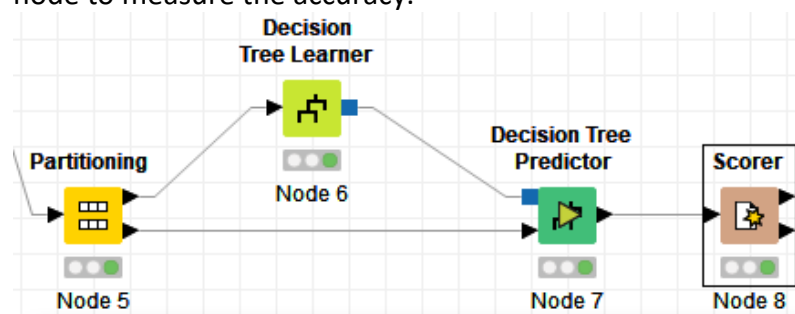 node to measure the accuracy.
Decision
Tree Learner
Node 6
Partitioning
Node 5
Decision Tree
Predictor
Node 7
Scorer
Node 8